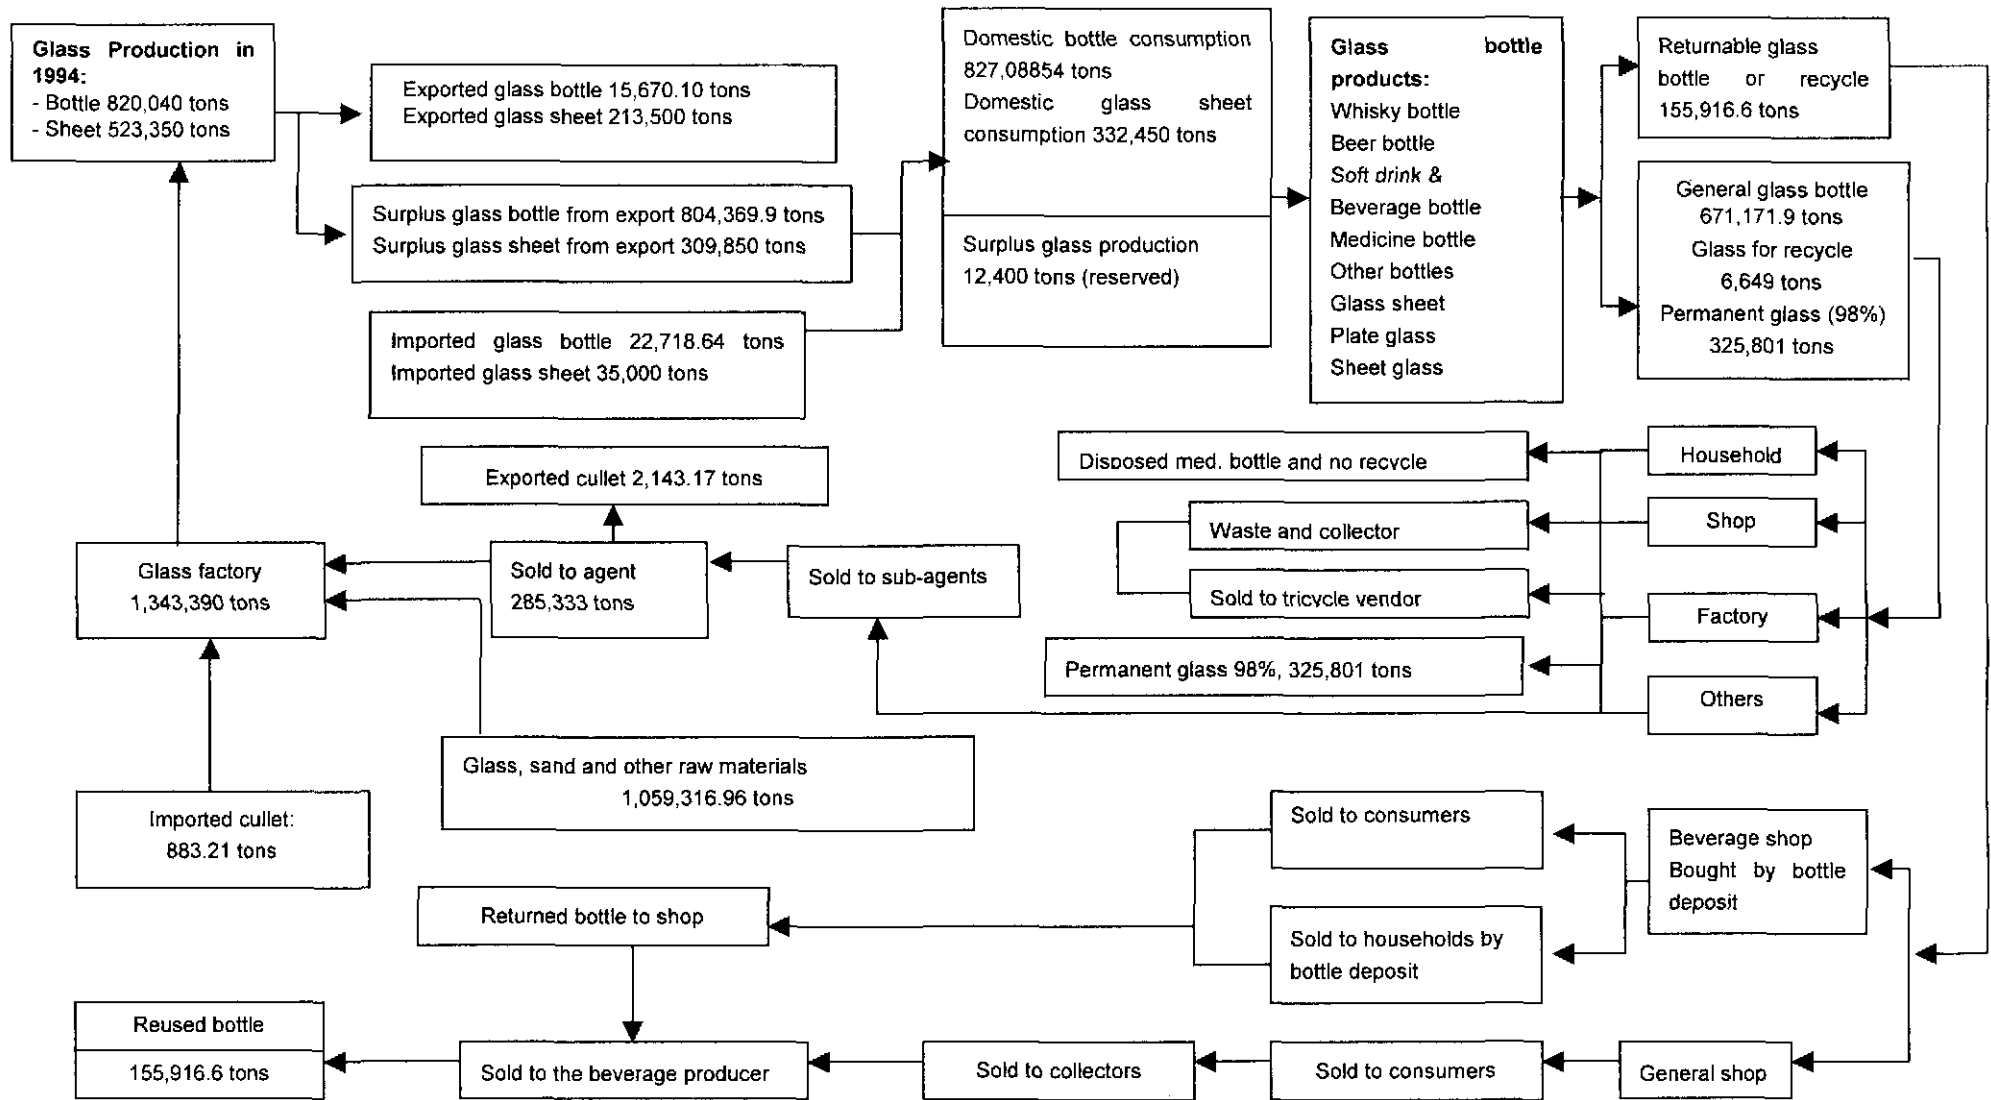 Glass Production in
1994:
- Bottle 820,040 tons
- Sheet 523,350 tons
Exported glass bottle 15,670.10 tons
Exported glass sheet 213,500 tons
Surplus glass bottle from export 804,369.9 tons
Surplus glass sheet from export 309,850 tons
Imported glass bottle 22,718.64 tons
Imported glass sheet 35,000 tons
Domestic bottle consumption
827,08854 tons
Domestic glass sheet
consumption 332,450 tons
Surplus glass production
12,400 tons (reserved)
Glass bottle
products:
Whisky bottle
Beer bottle
Soft drink &
Beverage bottle
Medicine bottle
Other bottles
Glass sheet
Plate glass
Sheet glass
Returnable glass
bottle or recycle
155,916.6 tons
General glass bottle
671,171.9 tons
Glass for recycle
6,649 tons
Permanent glass (98%)
325,801 tons
Household
Shop
Factory
Others
Disposed med. bottle and no recycle
Waste and collector
Sold to tricycle vendor
Permanent glass 98%, 325,801 tons
Exported cullet 2,143.17 tons
Sold to sub-agents
Sold to agent
285,333 tons
Glass factory
1,343,390 tons
Glass, sand and other raw materials
1,059,316.96 tons
Imported cullet:
883.21 tons
Beverage shop
Bought by bottle
deposit
Sold to consumers
Sold to households by
bottle deposit
Returned bottle to shop
General shop
Sold to consumers
Sold to collectors
Sold to the beverage producer
Reused bottle
155,916.6 tons